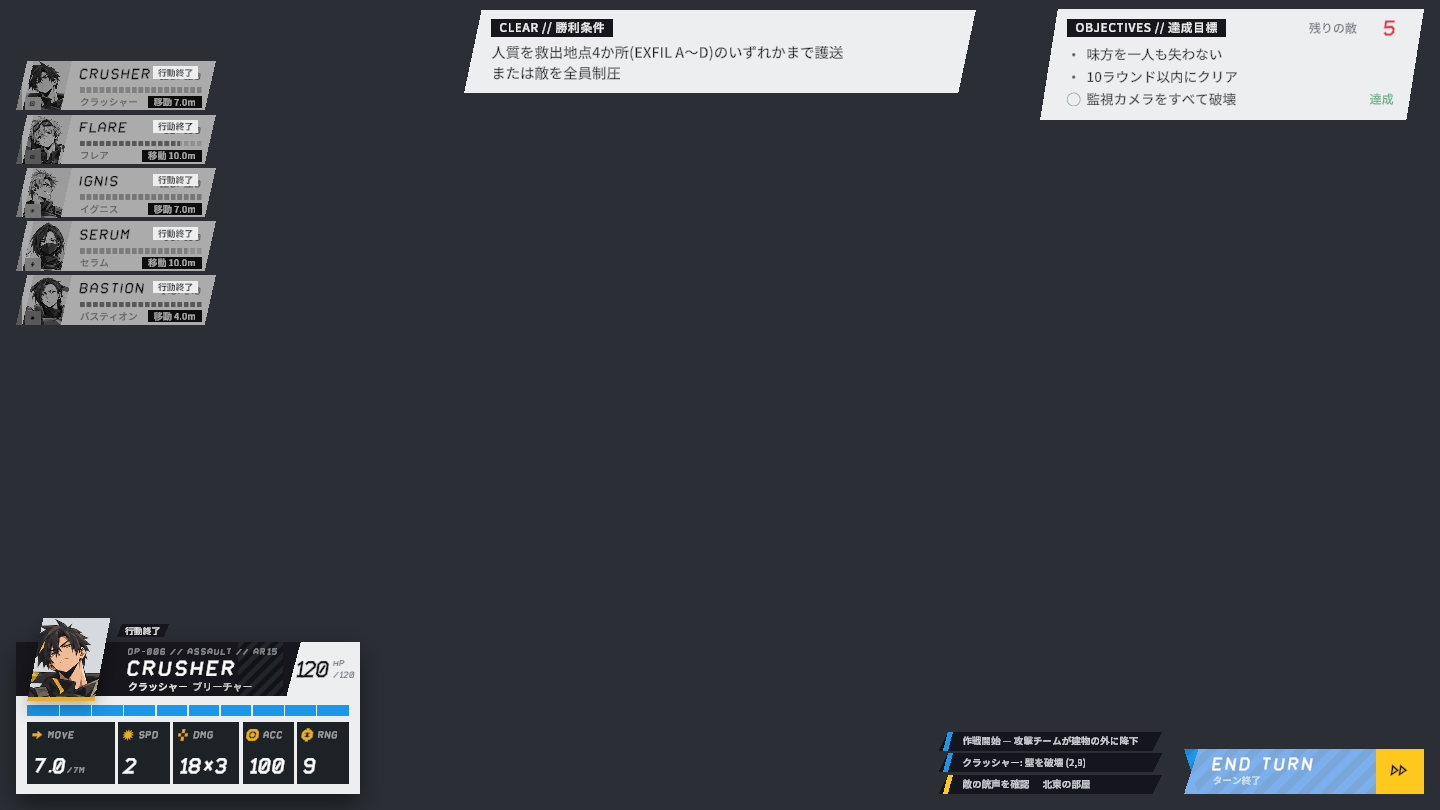 CLEAR // 勝利条件
人質を救出地点4か所(EXFIL A〜D)のいずれかまで護送
または敵を全員制圧
OBJECTIVES // 達成目標
残りの敵 5
・ 味方を一人も失わない
・ 10ラウンド以内にクリア
〇 監視カメラをすべて破壊 達成
CRUSHER 行動終了
クラッシャー 移動 7.0m
FLARE 行動終了
フレア 移動 10.0m
IGNIS 行動終了
イグニス 移動 7.0m
SERUM 行動終了
セラム 移動 10.0m
BASTION 行動終了
バスティオン 移動 4.0m
行動終了
OP-006 // ASSAULT // AR15
CRUSHER
クラッシャー ブリーチャー
120 HP /120
MOVE SPD DMG ACC RNG
7.0/7M 2 18×3 100 9
作戦開始 — 攻撃チームが建物の外に降下
クラッシャー: 壁を破壊 (2,9)
敵の銃声を確認 北東の部屋
END TURN
ターン終了